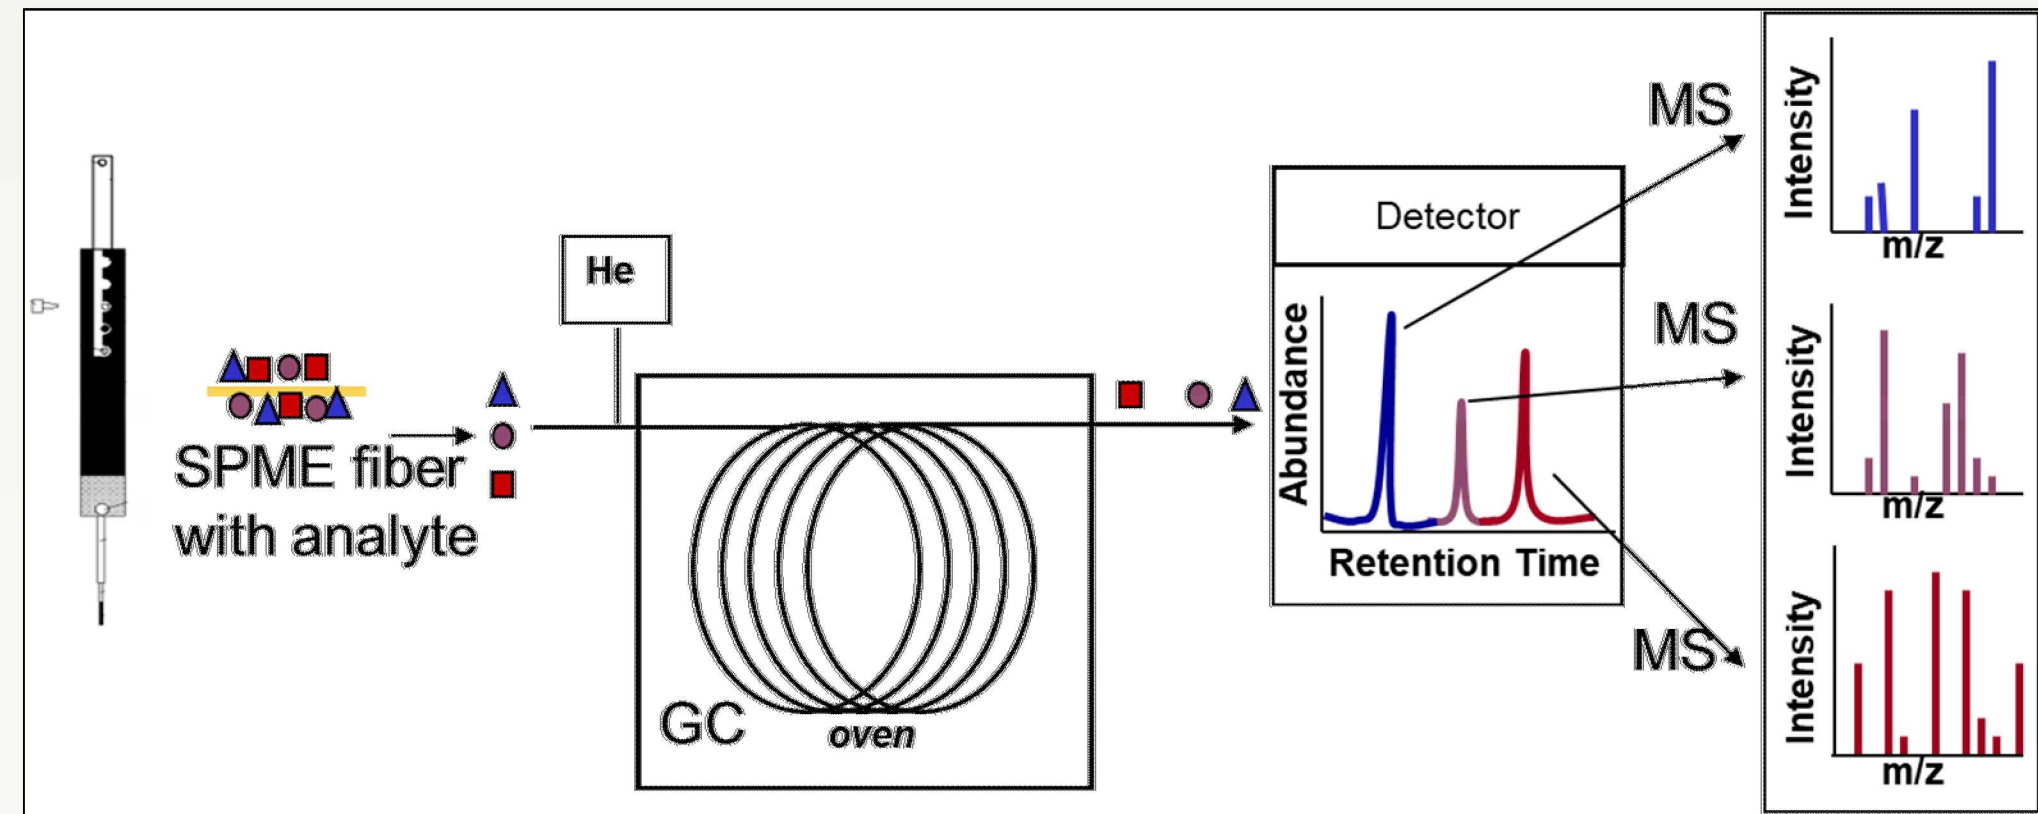 SPME fiber
with analyte
He
GC
oven
Detector
Abundance
Retention Time
MS
MS
MS
Intensity
m/z
Intensity
m/z
Intensity
m/z